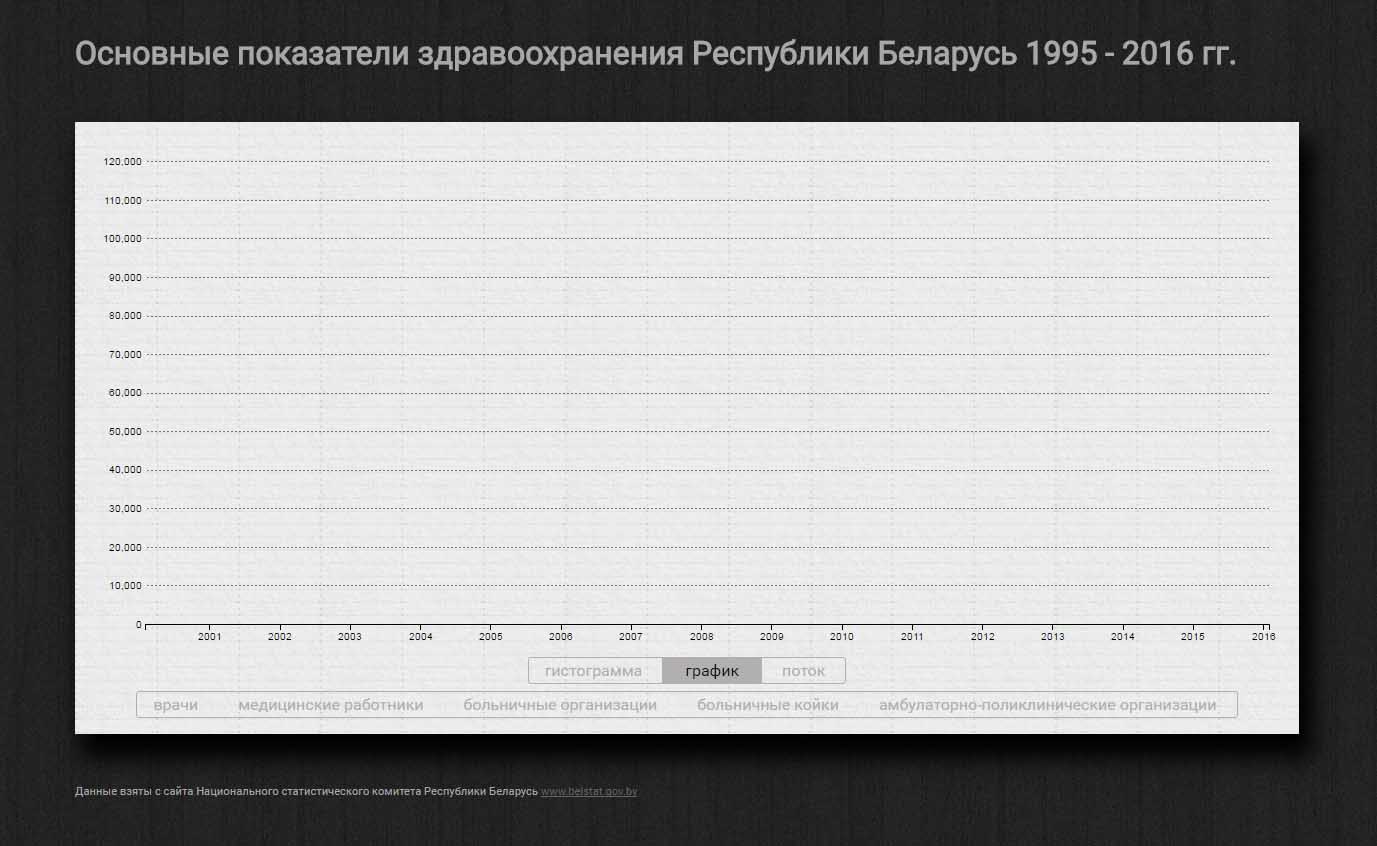 Основные показатели здравоохранения Республики Беларусь 1995 - 2016 гг.
120,000
110,000
100,000
90,000
80,000
70,000
60,000
50,000
40,000
30,000
20,000
10,000
0
2001 2002 2003 2004 2005 2006 2007 2008 2009 2010 2011 2012 2013 2014 2015 2016
гистограмма график поток
врачи медицинские работники больничные организации больничные койки амбулаторно-поликлинические организации
Данные взяты с сайта Национального статистического комитета Республики Беларусь www.belstat.gov.by